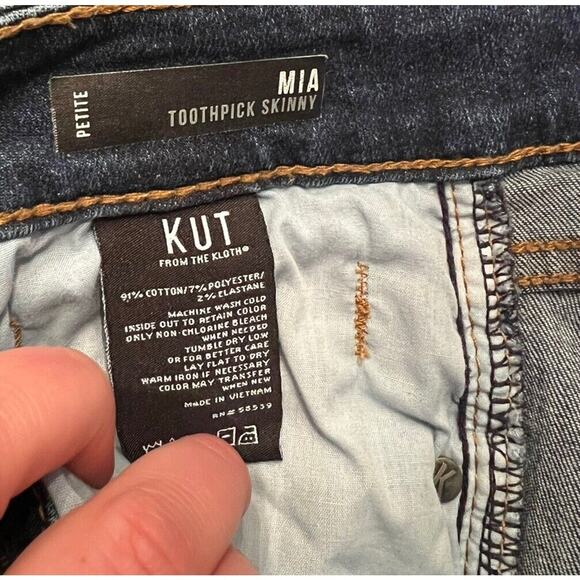 PETITE
MIA
TOOTHPICK SKINNY
KUT
FROM THE KLOTH®
91% COTTON/7% POLYESTER/
2% ELASTANE
MACHINE WASH COLD
INSIDE OUT TO RETAIN COLOR
ONLY NON-CHLORINE BLEACH
WHEN NEEDED
TUMBLE DRY LOW
OR FOR BETTER CARE
LAY FLAT TO DRY
WARM IRON IF NECESSARY
COLOR MAY TRANSFER
WHEN NEW
MADE IN VIETNAM
RN# 58539
K